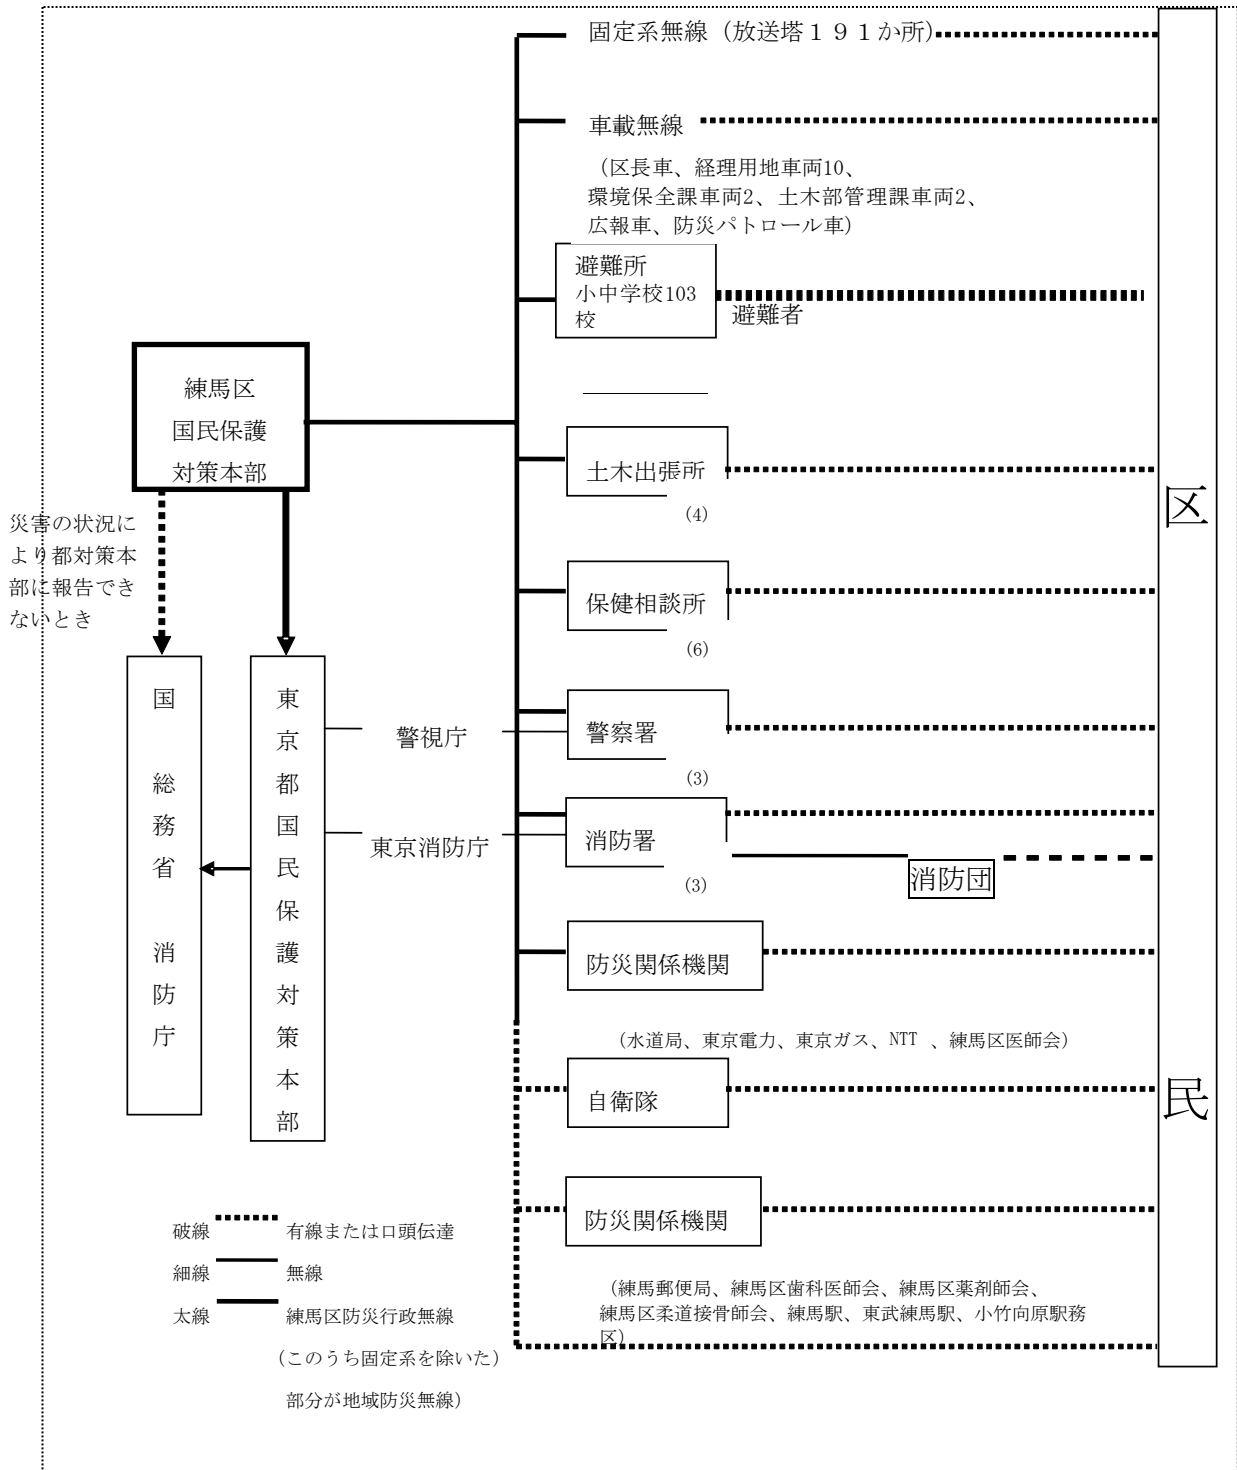 固定系無線（放送塔１９１か所）
車載無線
（区長車、経理用地車両10、
環境保全課車両2、土木部管理課車両2、
広報車、防災パトロール車）
避難所
小中学校103
校
避難者
練馬区
国民保護
対策本部
土木出張所
(4)
災害の状況に
より都対策本
部に報告でき
ないとき
保健相談所
(6)
国　総務省　消防庁
東京都国民保護対策本部
警視庁
警察署
(3)
東京消防庁
消防署
(3)
消防団
防災関係機関
（水道局、東京電力、東京ガス、NTT 、練馬区医師会）
自衛隊
防災関係機関
（練馬郵便局、練馬区歯科医師会、練馬区薬剤師会、
練馬区柔道接骨師会、練馬駅、東武練馬駅、小竹向原駅務
区）
区民
破線 有線または口頭伝達
細線 無線
太線 練馬区防災行政無線
（このうち固定系を除いた）
部分が地域防災無線）